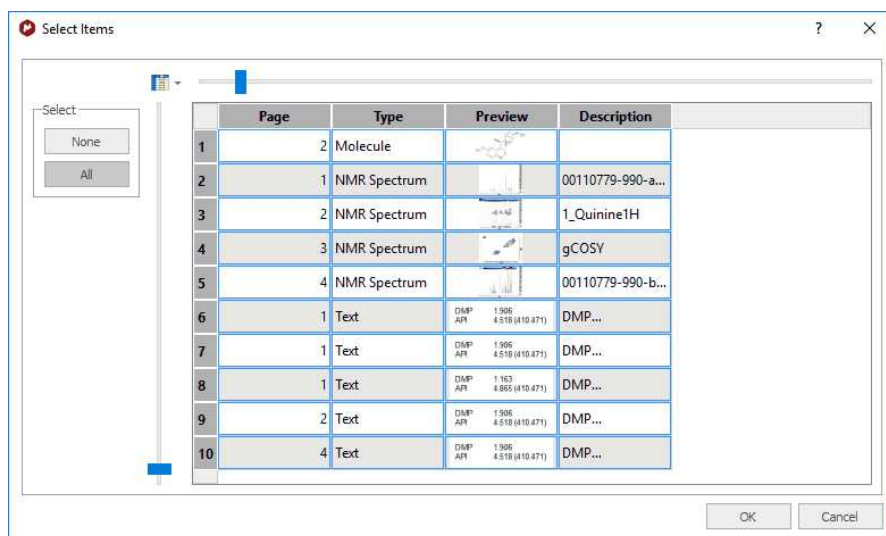 Select Items ?
Select
None
All
Page Type Preview Description
1 2 Molecule
2 1 NMR Spectrum 00110779-990-a...
3 2 NMR Spectrum 1_Quinine1H
4 3 NMR Spectrum gCOSY
5 4 NMR Spectrum 00110779-990-b...
6 1 Text DMP 1.906 DMP...
API 4.518 (410.471)
7 1 Text DMP 1.906 DMP...
API 4.518 (410.471)
8 1 Text DMP 1.163 DMP...
API 4.865 (410.471)
9 2 Text DMP 1.906 DMP...
API 4.518 (410.471)
10 4 Text DMP 1.906 DMP...
API 4.518 (410.471)
OK Cancel